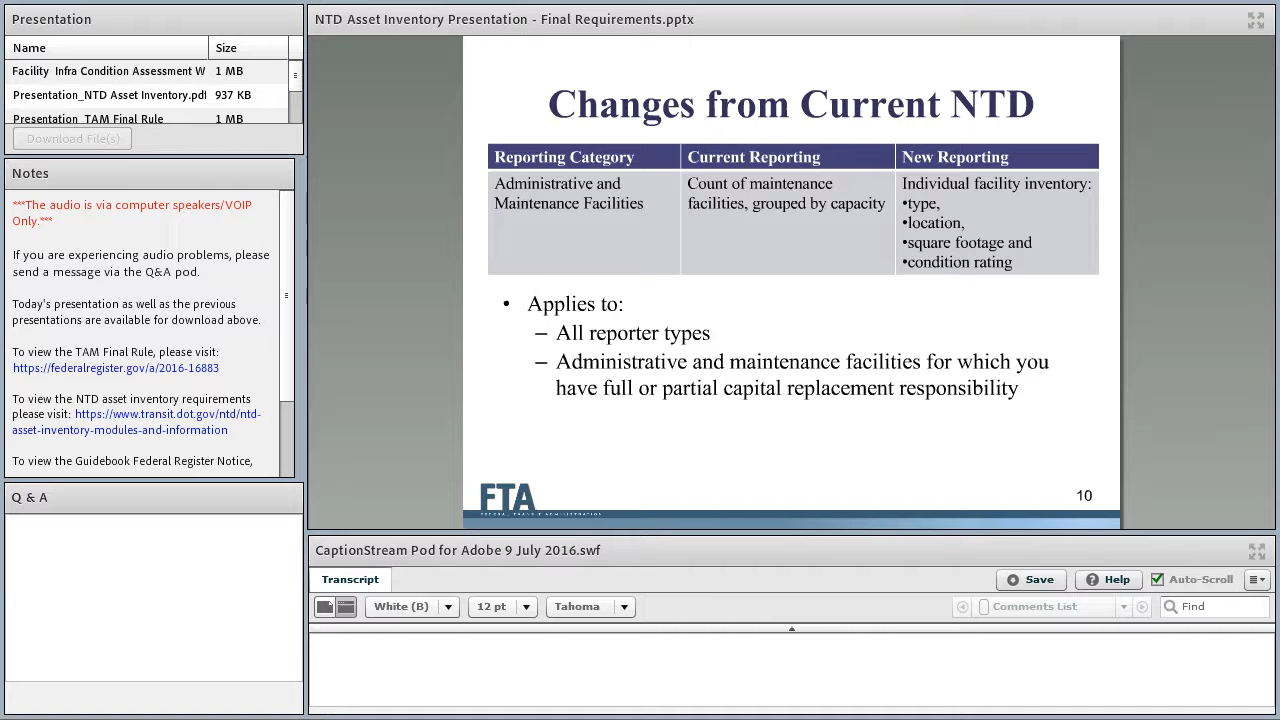 Presentation
Name Size
Facility Infra Condition Assessment W 1 MB
Presentation_NTD Asset Inventory.pdf 937 KB
Presentation_TAM Final Rule 1 MB
Download File(s)
Notes
***The audio is via computer speakers/VOIP
Only.***
If you are experiencing audio problems, please
send a message via the Q&A pod.
Today's presentation as well as the previous
presentations are available for download above.
To view the TAM Final Rule, please visit:
https://federalregister.gov/a/2016-16883
To view the NTD asset inventory requirements
please visit: https://www.transit.dot.gov/ntd/ntd-
asset-inventory-modules-and-information
To view the Guidebook Federal Register Notice,
Q & A
NTD Asset Inventory Presentation - Final Requirements.pptx
Changes from Current NTD
Reporting Category Current Reporting New Reporting
Administrative and Count of maintenance Individual facility inventory:
Maintenance Facilities facilities, grouped by capacity •type,
•location,
•square footage and
•condition rating
• Applies to:
– All reporter types
– Administrative and maintenance facilities for which you
have full or partial capital replacement responsibility
FTA
FEDERAL TRANSIT ADMINISTRATION
10
CaptionStream Pod for Adobe 9 July 2016.swf
Transcript Save Help Auto-Scroll
White (B) 12 pt Tahoma Comments List Find